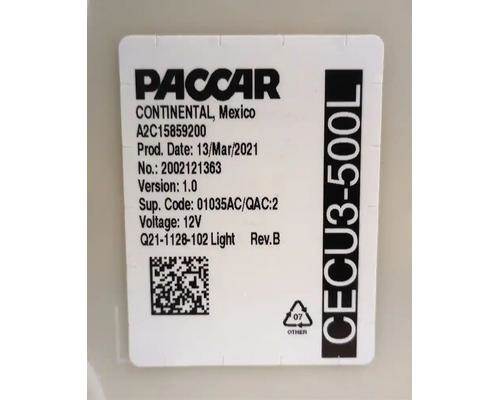 PACCAR
CONTINENTAL, Mexico
A2C15859200
Prod. Date: 13/Mar/2021
No.: 2002121363
Version: 1.0
Sup. Code: 01035AC/QAC:2
Voltage: 12V
Q21-1128-102 Light Rev.B
07
OTHER
CECU3-500L